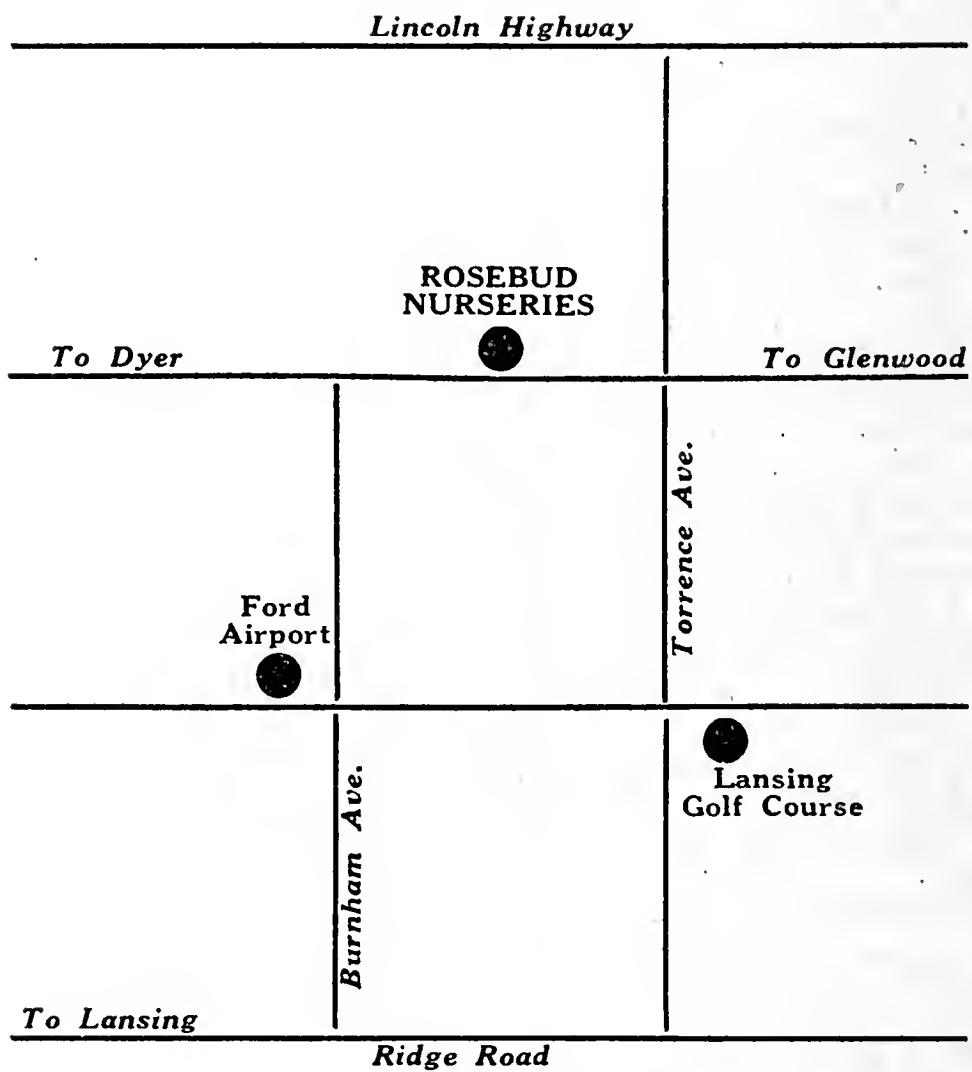 Lincoln Highway
ROSEBUD
NURSERIES
To Dyer
To Glenwood
Torrence Ave.
Ford
Airport
Lansing
Golf Course
Burnham Ave.
To Lansing
Ridge Road